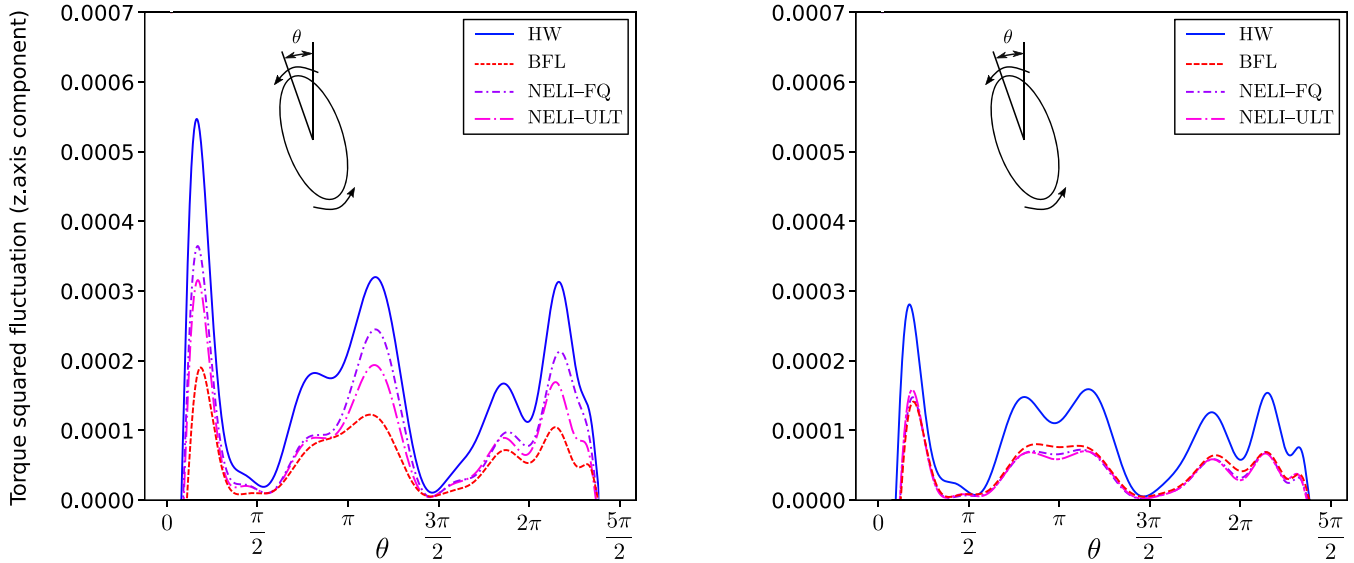 Torque squared fluctuation (z.axis component)
0.0007
0.0006
0.0005
0.0004
0.0003
0.0002
0.0001
0.0000
θ
HW
BFL
NELI–FQ
NELI–ULT
0
π
2
π
3π
2
2π
5π
2
θ
0.0007
0.0006
0.0005
0.0004
0.0003
0.0002
0.0001
0.0000
θ
HW
BFL
NELI–FQ
NELI–ULT
0
π
2
π
3π
2
2π
5π
2
θ